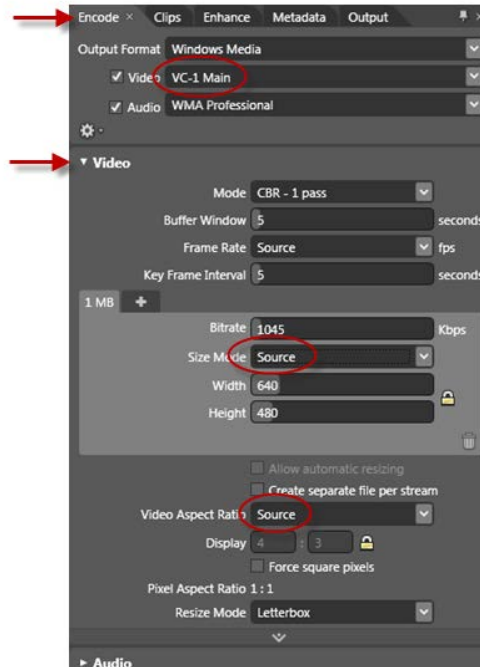 Encode × Clips Enhance Metadata Output
Output Format Windows Media
Video VC-1 Main
Audio WMA Professional
Video
Mode CBR - 1 pass
Buffer Window 5 seconds
Frame Rate Source fps
Key Frame Interval 5 seconds
1 MB +
Bitrate 1045 Kbps
Size Mode Source
Width 640
Height 480
Allow automatic resizing
Create separate file per stream
Video Aspect Ratio Source
Display 4 : 3
Force square pixels
Pixel Aspect Ratio 1 : 1
Resize Mode Letterbox
Audio